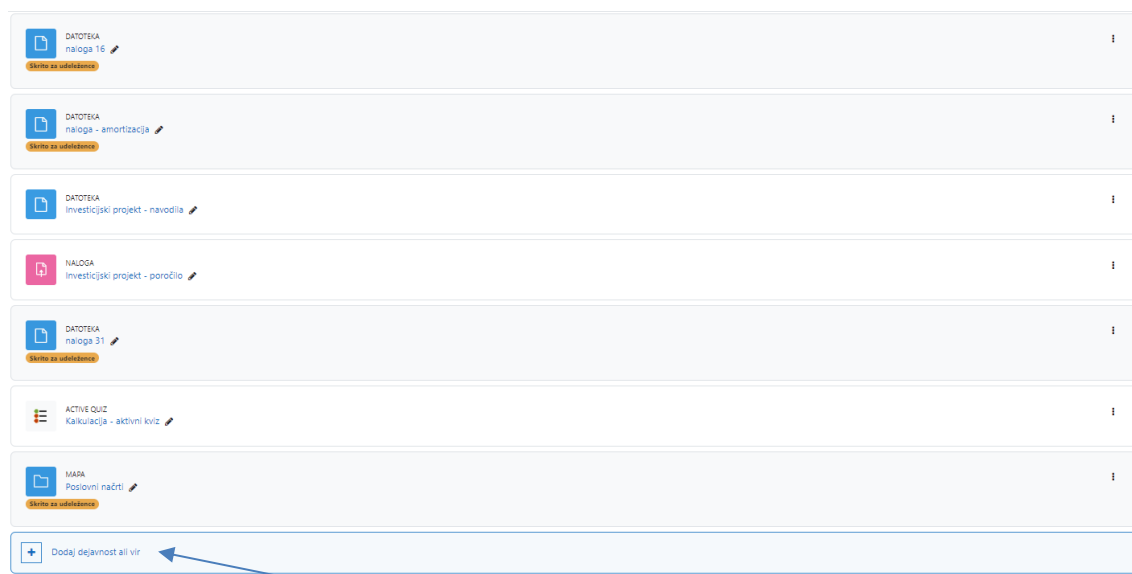 DATOTEKA
naloga 16
Skrito za udeležence
DATOTEKA
naloga - amortizacija
Skrito za udeležence
DATOTEKA
Investicijski projekt - navodila
NALOGA
Investicijski projekt - poročilo
DATOTEKA
naloga 31
Skrito za udeležence
ACTIVE QUIZ
Kalkulacija - aktivni kviz
MAPA
Poslovni načrti
Skrito za udeležence
Dodaj dejavnost ali vir